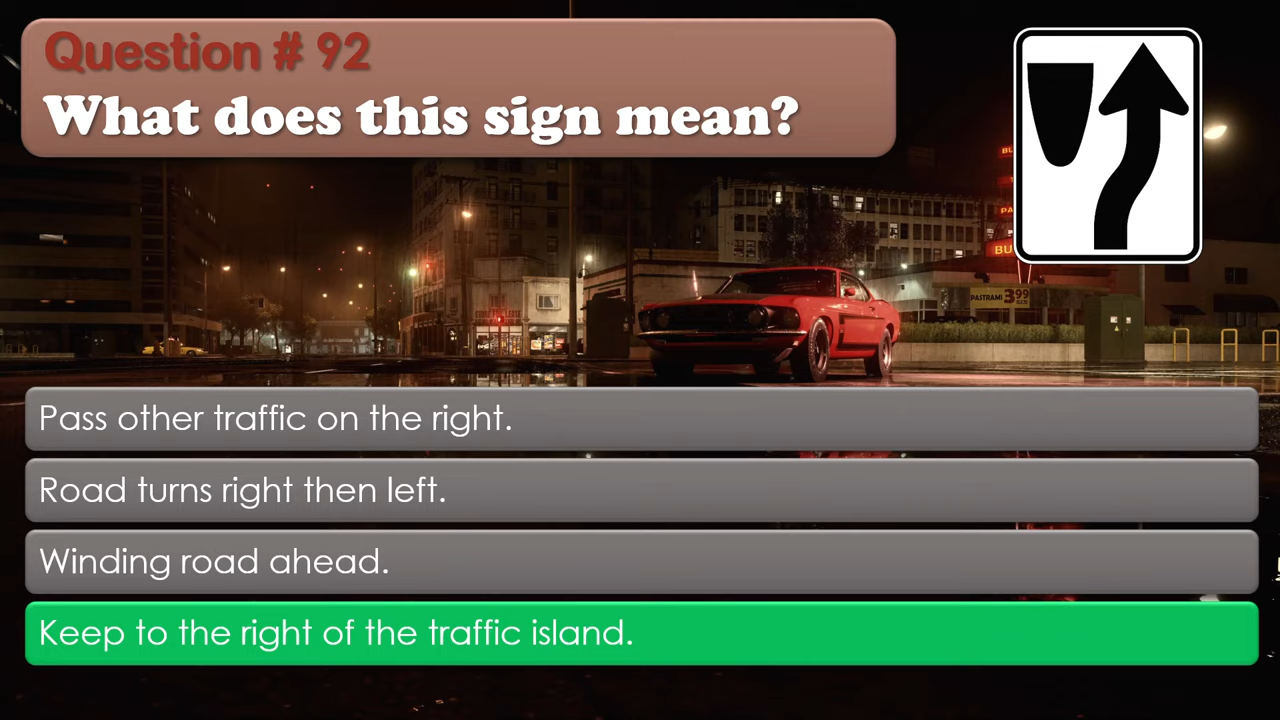 Question # 92
What does this sign mean?
PASTRAMI 3.99
Pass other traffic on the right.
Road turns right then left.
Winding road ahead.
Keep to the right of the traffic island.